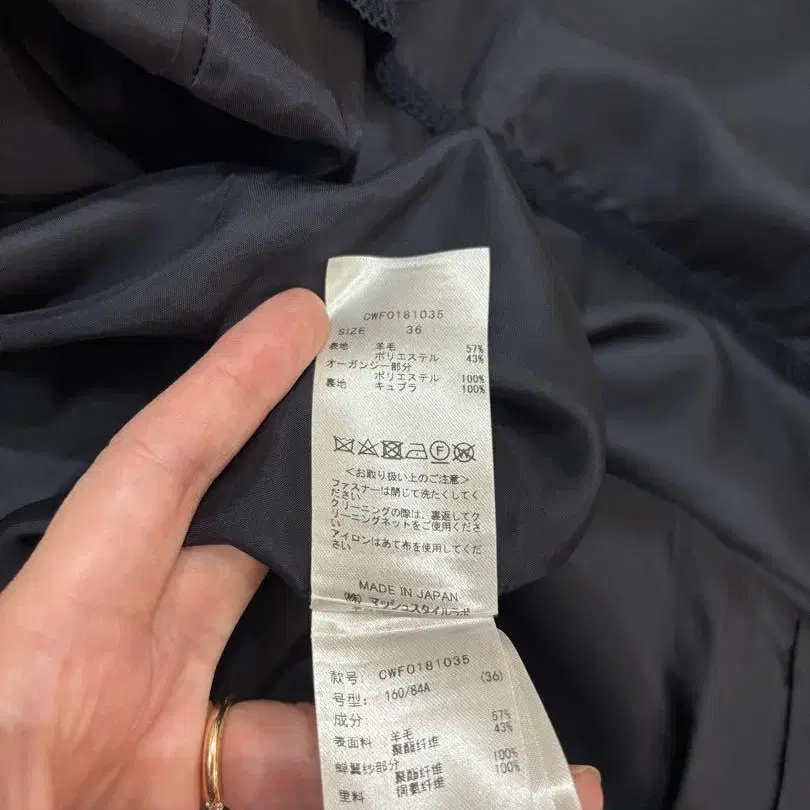 CWF0181035
SIZE 36
表地 羊毛 57%
ポリエステル 43%
オーガンジー部分
ポリエステル 100%
裏地 キュプラ 100%
F W
<お取り扱い上のご注意>
ファスナーは閉じて洗たくしてく
ださい
クリーニングの際は、裏返してク
リーニングネットをご使用くださ
い
アイロンはあて布を使用してくだ
さい
MADE IN JAPAN
(株)マッシュスタイルラボ
款号: CWF0181035
号型: 160/84A (36)
成分
表面料 羊毛 57%
聚酯纤维 43%
蝉翼纱部分
聚酯纤维 100%
里料 铜氨纤维 100%